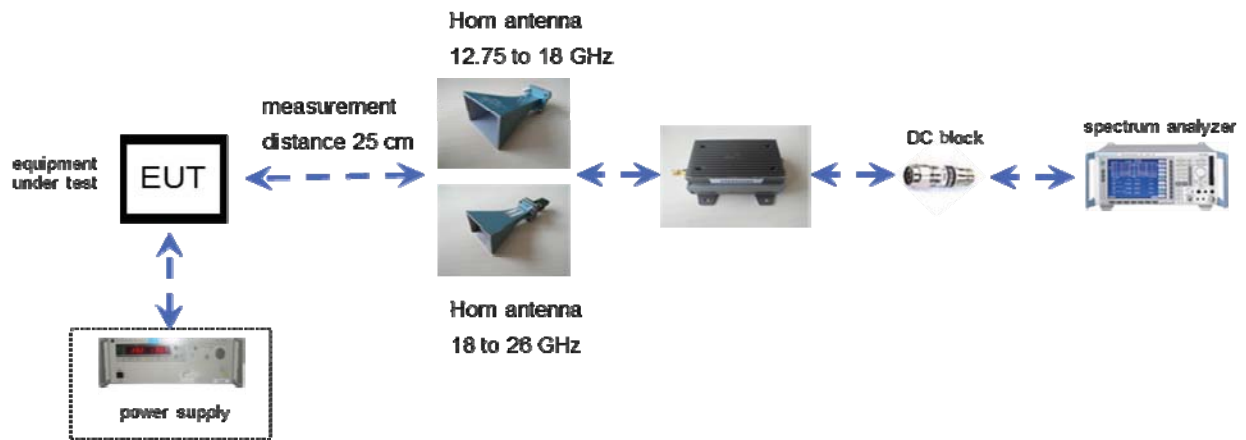 Horn antenna
12.75 to 18 GHz
measurement
distance 25 cm
equipment
under test
EUT
DC block
spectrum analyzer
Horn antenna
18 to 26 GHz
power supply